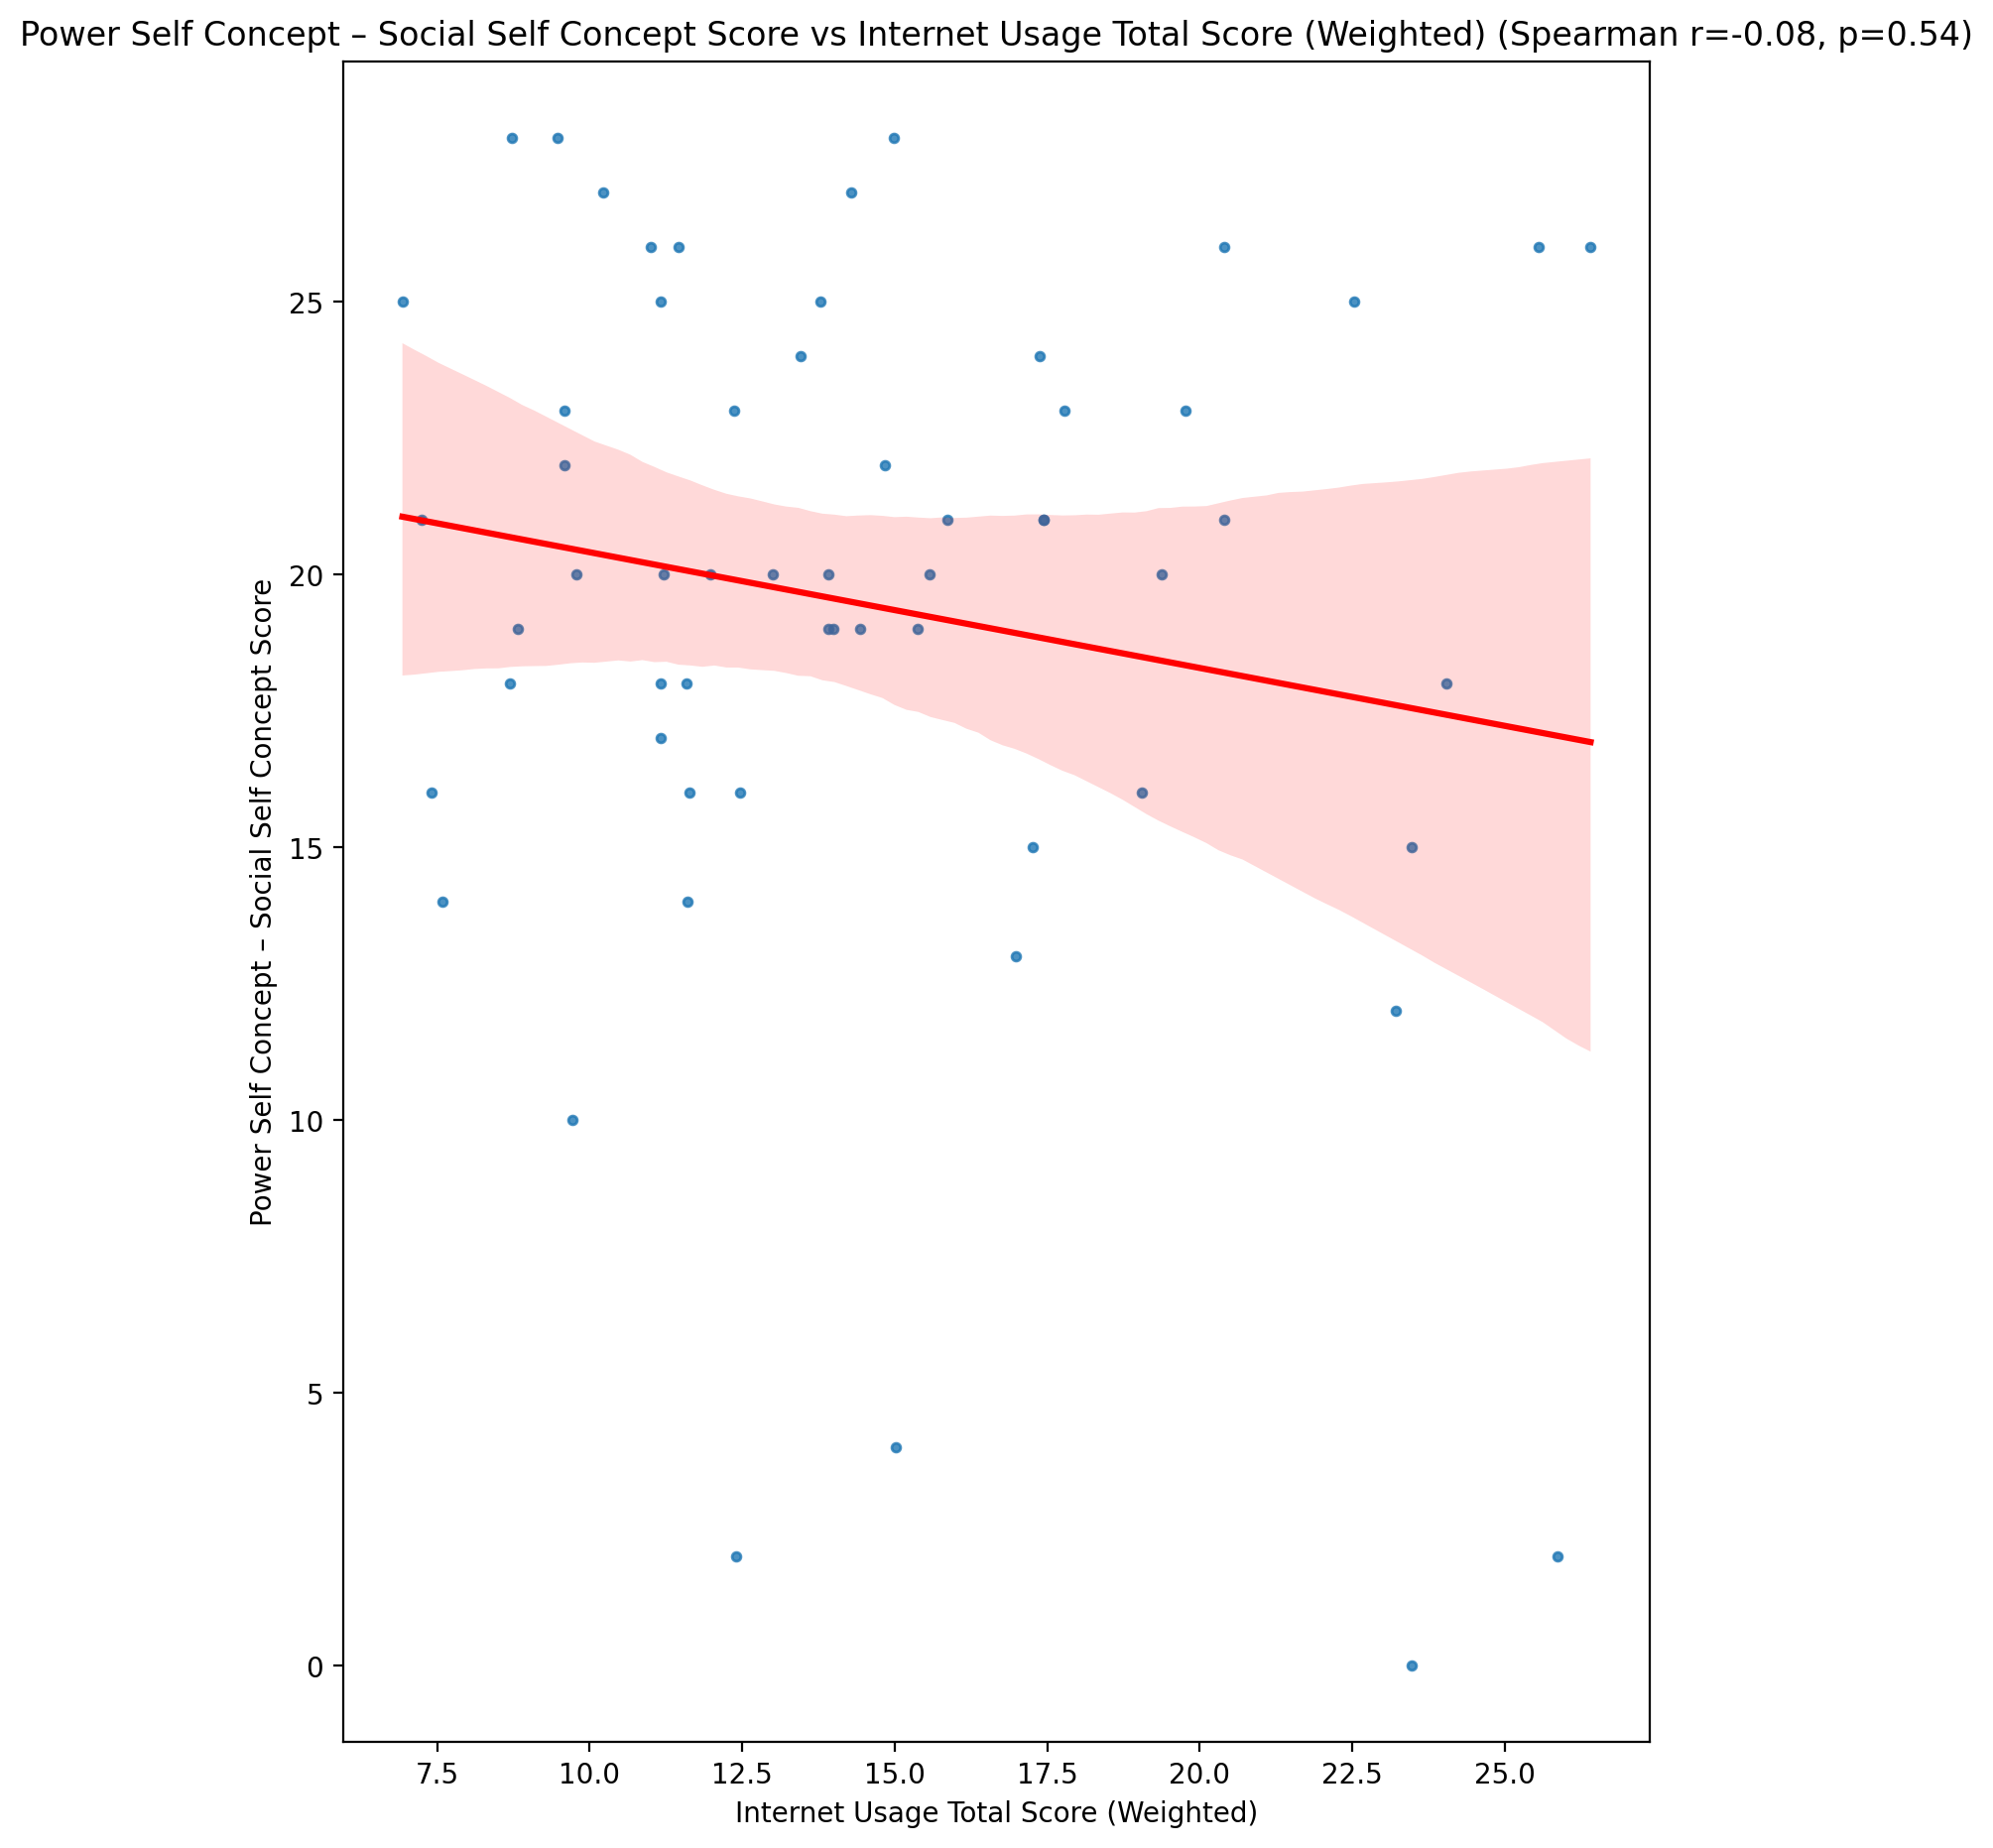 Power Self Concept – Social Self Concept Score vs Internet Usage Total Score (Weighted) (Spearman r=-0.08, p=0.54)
Power Self Concept – Social Self Concept Score
25
20
15
10
5
0
7.5 10.0 12.5 15.0 17.5 20.0 22.5 25.0
Internet Usage Total Score (Weighted)